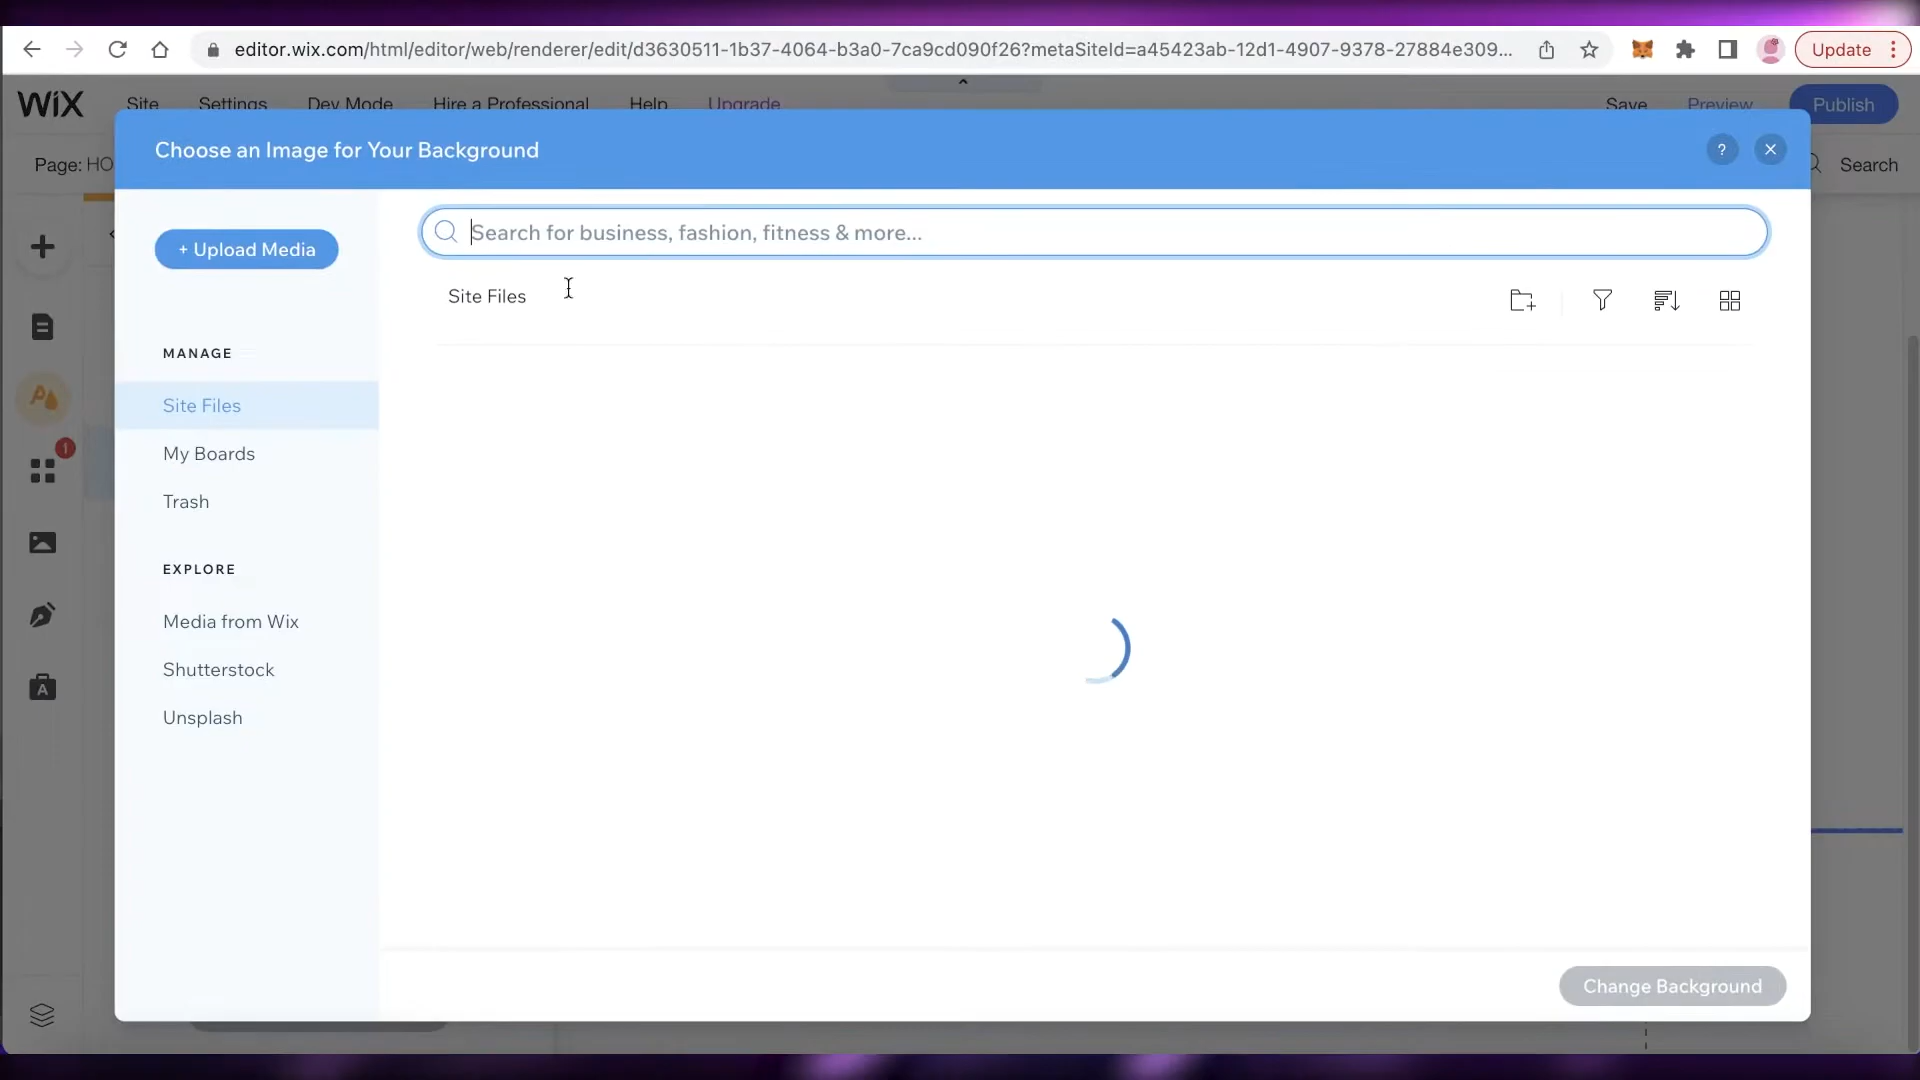 editor.wix.com/html/editor/web/renderer/edit/d3630511-1b37-4064-b3a0-7ca9cd090f26?metaSiteId=a45423ab-12d1-4907-9378-27884e309...
Update
WiX
Site
Settings
Dev Mode
Hire a Professional
Help
Upgrade
Save
Preview
Publish
Page: HO
Search
Choose an Image for Your Background
?
+ Upload Media
Search for business, fashion, fitness & more...
Site Files
MANAGE
Site Files
My Boards
Trash
1
EXPLORE
Media from Wix
Shutterstock
Unsplash
A
Change Background